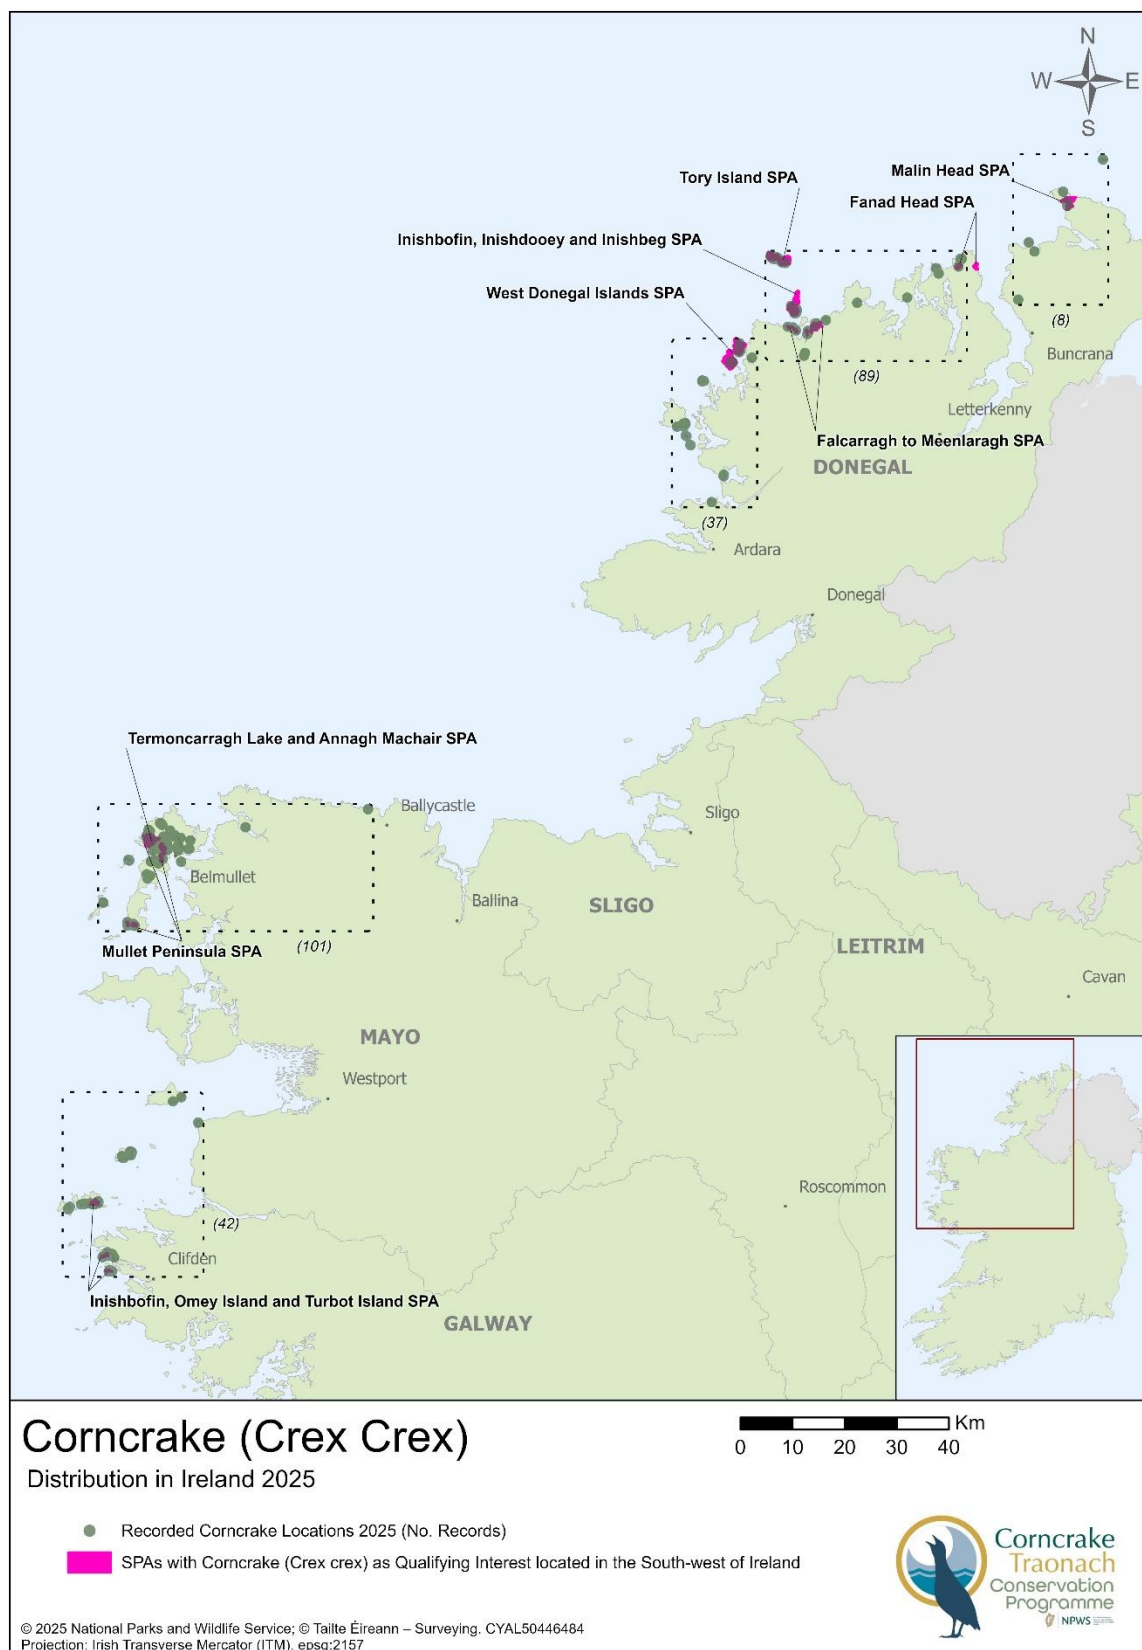 N
W E
S
Malin Head SPA
Tory Island SPA
Fanad Head SPA
Inishbofin, Inishdooey and Inishbeg SPA
West Donegal Islands SPA
(8)
Buncrana
(89)
Letterkenny
Falcarragh to Meenlaragh SPA
DONEGAL
(37)
Ardara
Donegal
Termoncarragh Lake and Annagh Machair SPA
Ballycastle
Sligo
Belmullet
Ballina
SLIGO
Mullet Peninsula SPA
(101)
LEITRIM
Cavan
MAYO
Westport
Roscommon
(42)
Clifden
Inishbofin, Omey Island and Turbot Island SPA
GALWAY
Corncrake (Crex Crex)
Distribution in Ireland 2025
Km
0 10 20 30 40
Recorded Corncrake Locations 2025 (No. Records)
SPAs with Corncrake (Crex crex) as Qualifying Interest located in the South-west of Ireland
Corncrake
Traonach
Conservation
Programme
NPWS
© 2025 National Parks and Wildlife Service; © Tailte Éireann – Surveying. CYAL50446484
Projection: Irish Transverse Mercator (ITM). epsg:2157